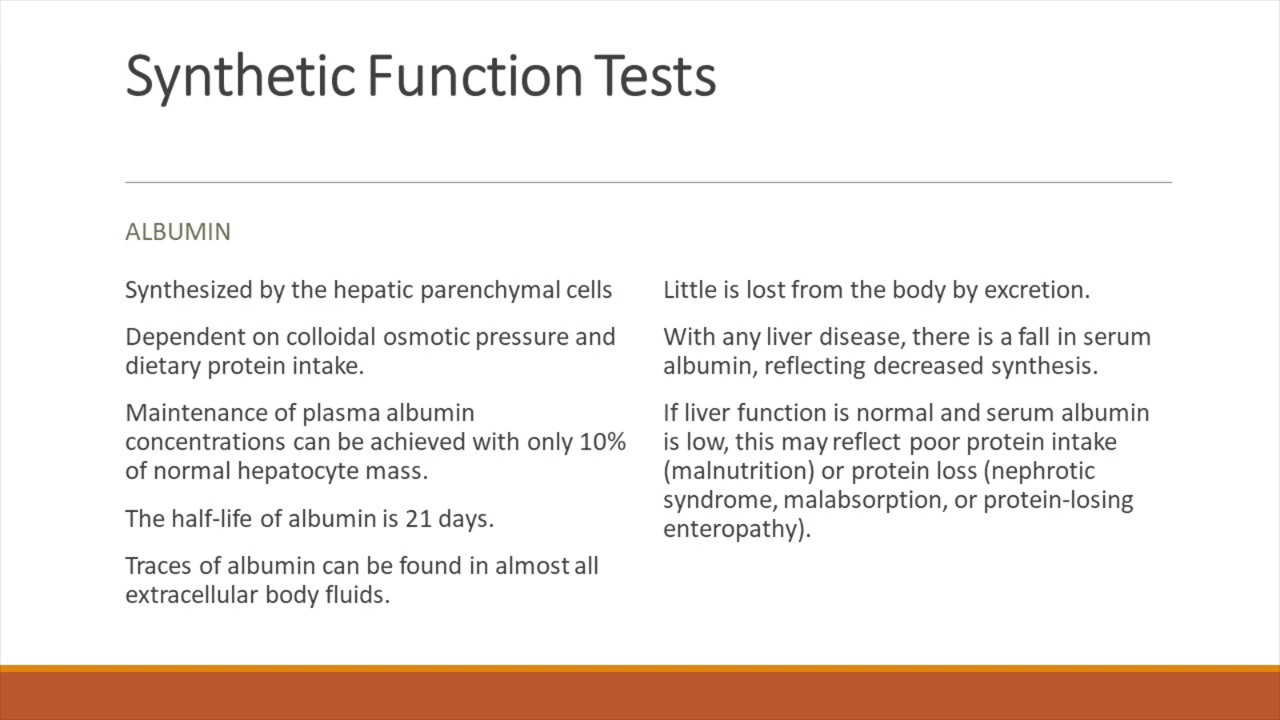 Synthetic Function Tests
ALBUMIN
Synthesized by the hepatic parenchymal cells
Dependent on colloidal osmotic pressure and
dietary protein intake.
Maintenance of plasma albumin
concentrations can be achieved with only 10%
of normal hepatocyte mass.
The half-life of albumin is 21 days.
Traces of albumin can be found in almost all
extracellular body fluids.
Little is lost from the body by excretion.
With any liver disease, there is a fall in serum
albumin, reflecting decreased synthesis.
If liver function is normal and serum albumin
is low, this may reflect poor protein intake
(malnutrition) or protein loss (nephrotic
syndrome, malabsorption, or protein-losing
enteropathy).